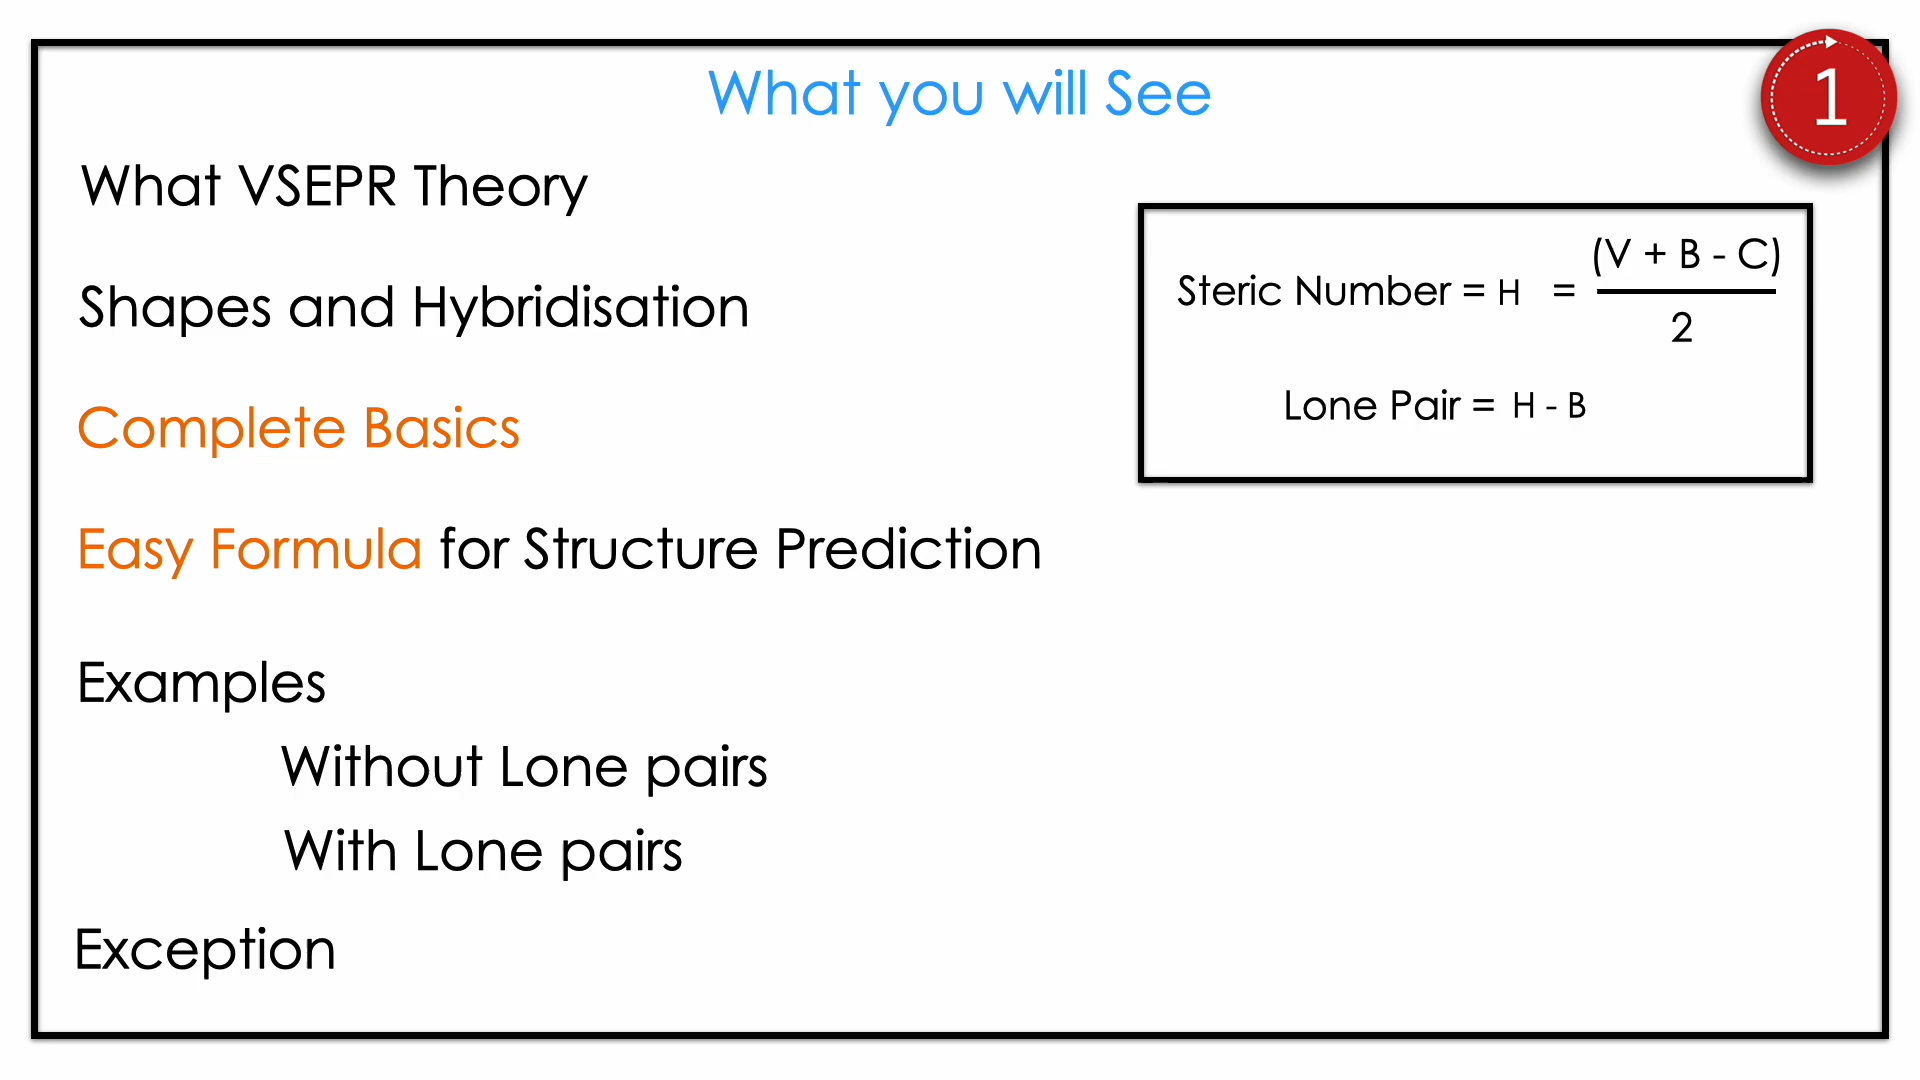 What you will See
1
What VSEPR Theory
Shapes and Hybridisation
Complete Basics
Easy Formula for Structure Prediction
Examples
Without Lone pairs
With Lone pairs
Exception
Steric Number = H = (V + B - C)
2
Lone Pair = H - B